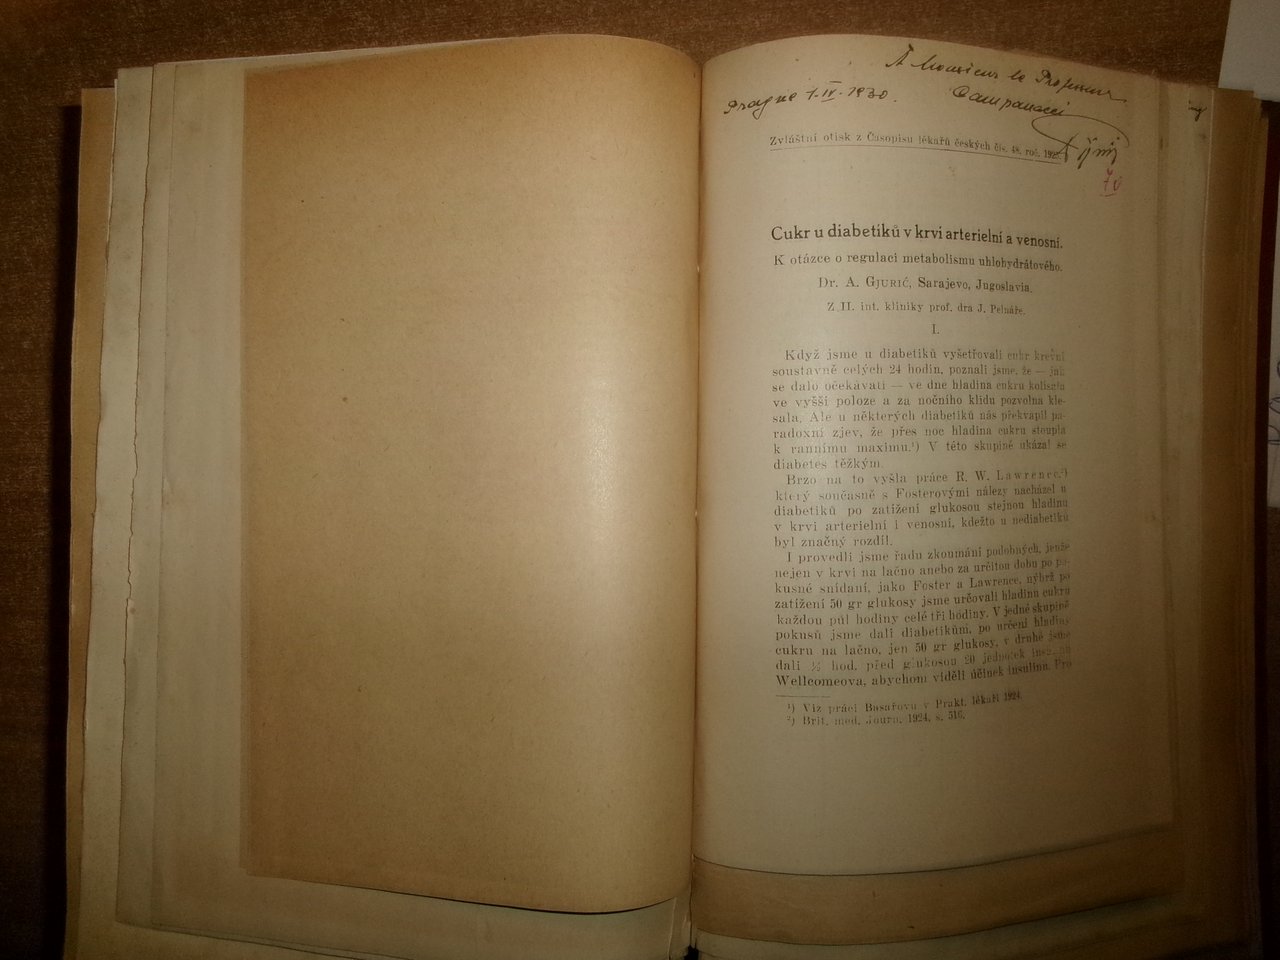 À Monsieur le Professeur
Prague 7·IV·1930.
Campanacci
Zvláštní otisk z Časopisu lékařů českých čís. 48. roč.
Cukr u diabetiků v krvi arterielní a venosní.
K otázce o regulaci metabolismu uhlohydrátového.
Dr. A. GJURIĆ, Sarajevo, Jugoslavia.
Z II. int. kliniky prof. dra J. Pelnáře.
I.
Když jsme u diabetiků vyšetřovali cukr krevní
soustavně celých 24 hodin, poznali jsme, že — jak
se dalo očekávati — ve dne hladina cukru kolísala
ve vyšší poloze a za nočního klidu pozvolna kle-
sala. Ale u některých diabetiků nás překvapil pa-
radoxní zjev, že přes noc hladina cukru stoupla
k rannímu maximu.¹) V této skupině ukázal se
diabetes těžkým.
Brzo na to vyšla práce R. W. Lawrence,²)
který současně s Fosterovými nálezy nacházel u
diabetiků po zatížení glukosou stejnou hladinu
v krvi arterielní i venosní, kdežto u nediabetiků
byl značný rozdíl.
I provedli jsme řadu zkoumání podobných, jenže
nejen v krvi na lačno anebo za určitou dobu po po-
kusné snídani, jako Foster a Lawrence, nýbrž po
zatížení 50 gr glukosy jsme určovali hladinu cukru
každou půl hodiny celé tři hodiny. V jedné skupině
pokusů jsme dali diabetikům, po určení hladiny
cukru na lačno, jen 50 gr glukosy, v druhé jsme
dali ½ hod. před glukosou 20 jednotek insulinu
Wellcomeova, abychom viděli účinek insulinu. Pro
¹) Viz práci Basařovu v Prakt. lékaři 1924.
²) Brit. med. Journ. 1924, s. 516.